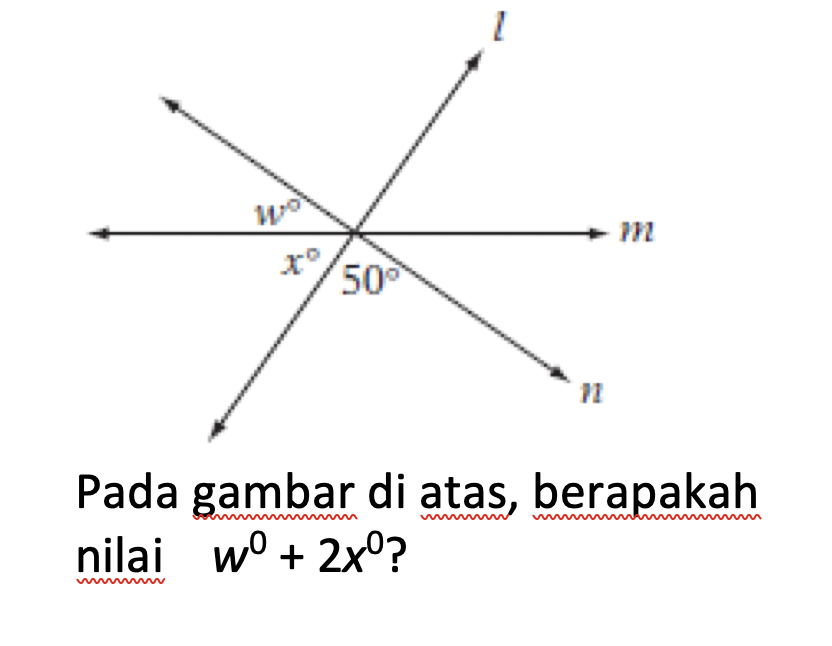 l
w°
m
x°
50°
n
Pada gambar di atas, berapakah
nilai w⁰ + 2x⁰?